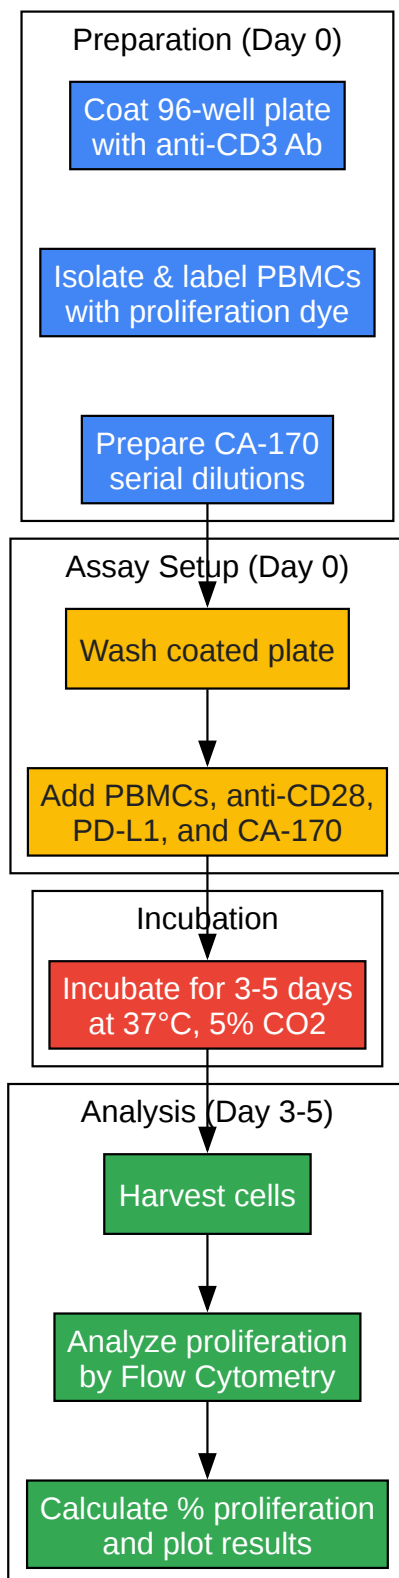 Preparation (Day 0)
Coat 96-well plate
with anti-CD3 Ab
Isolate & label PBMCs
with proliferation dye
Prepare CA-170
serial dilutions
Assay Setup (Day 0)
Wash coated plate
Add PBMCs, anti-CD28,
PD-L1, and CA-170
Incubation
Incubate for 3-5 days
at 37°C, 5% CO2
Analysis (Day 3-5)
Harvest cells
Analyze proliferation
by Flow Cytometry
Calculate % proliferation
and plot results